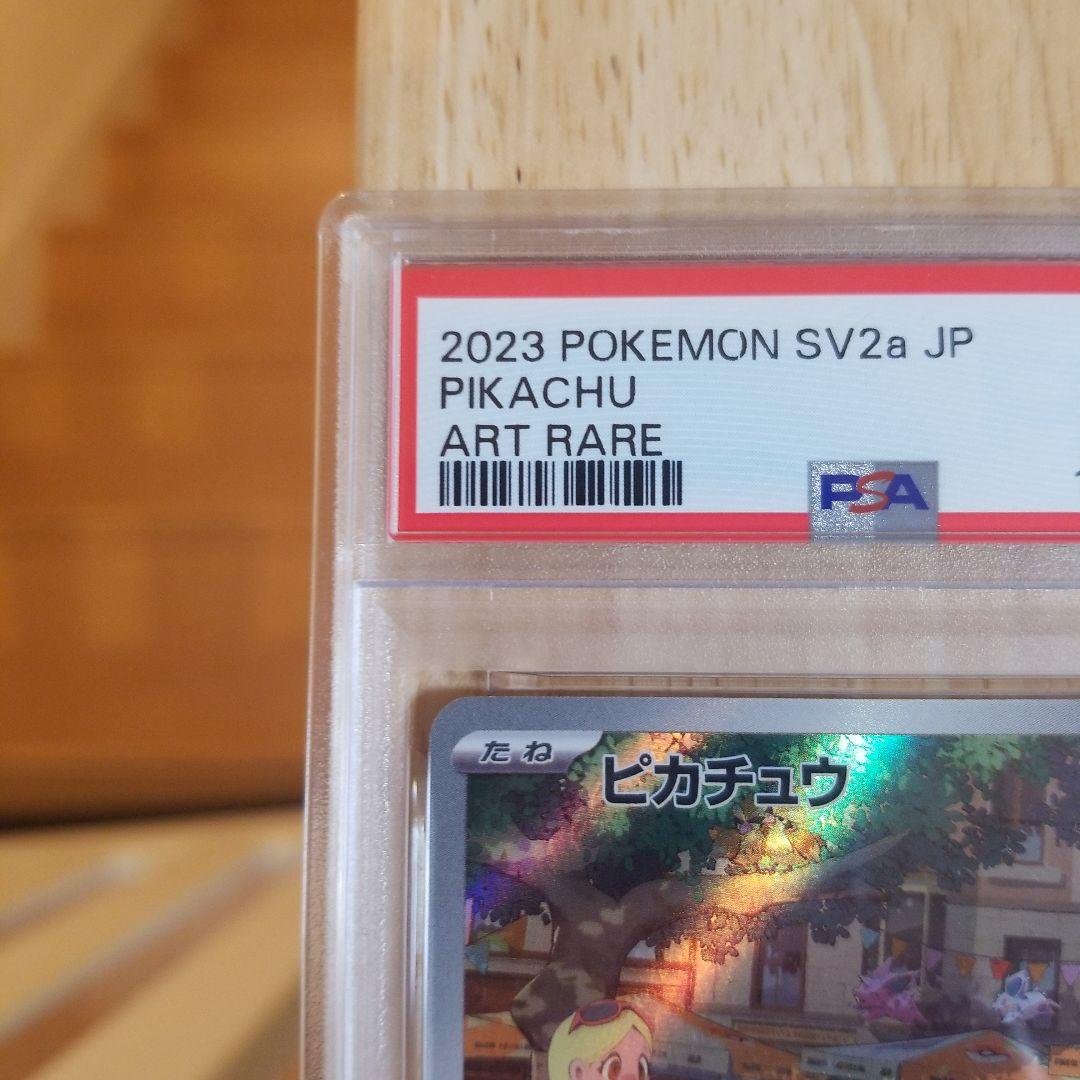 2023 POKEMON SV2a JP
PIKACHU
ART RARE
PSA
たね
ピカチュウ